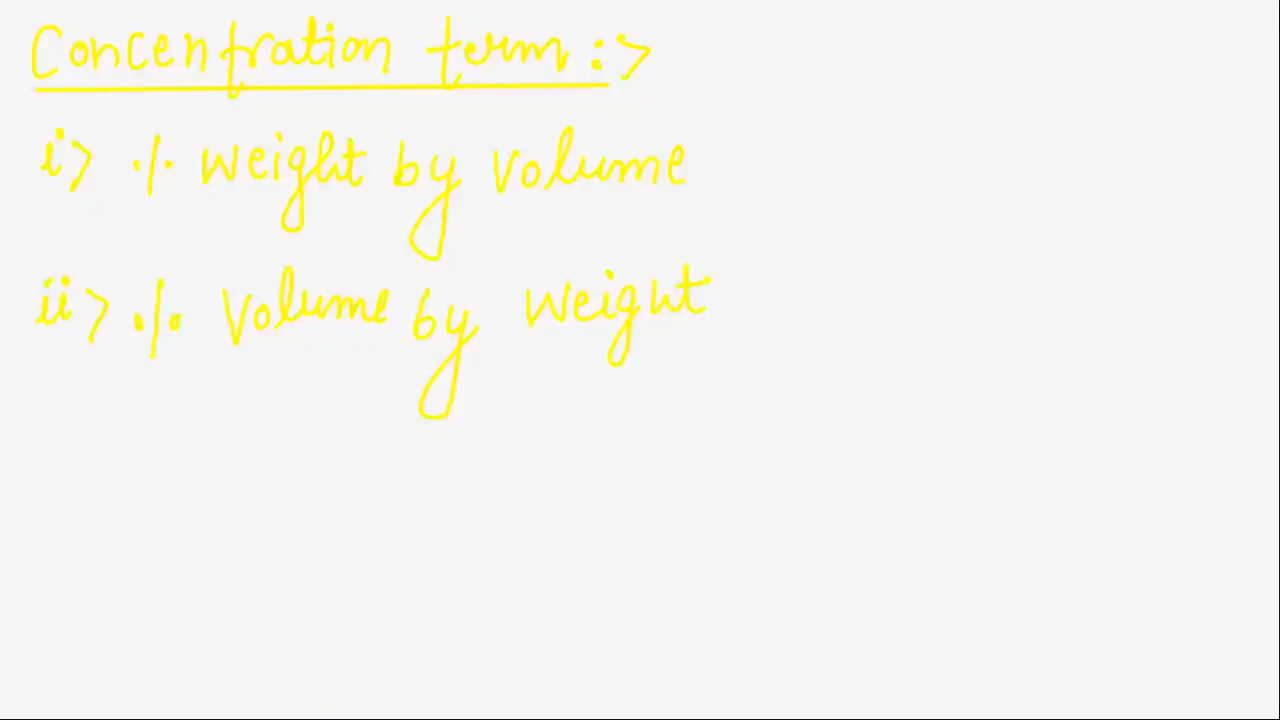 Concentration term :>
i> % weight by volume
ii> % volume by weight